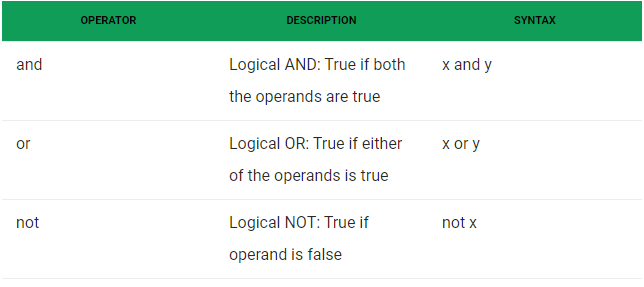 OPERATOR DESCRIPTION SYNTAX
and Logical AND: True if both x and y
the operands are true
or Logical OR: True if either x or y
of the operands is true
not Logical NOT: True if not x
operand is false